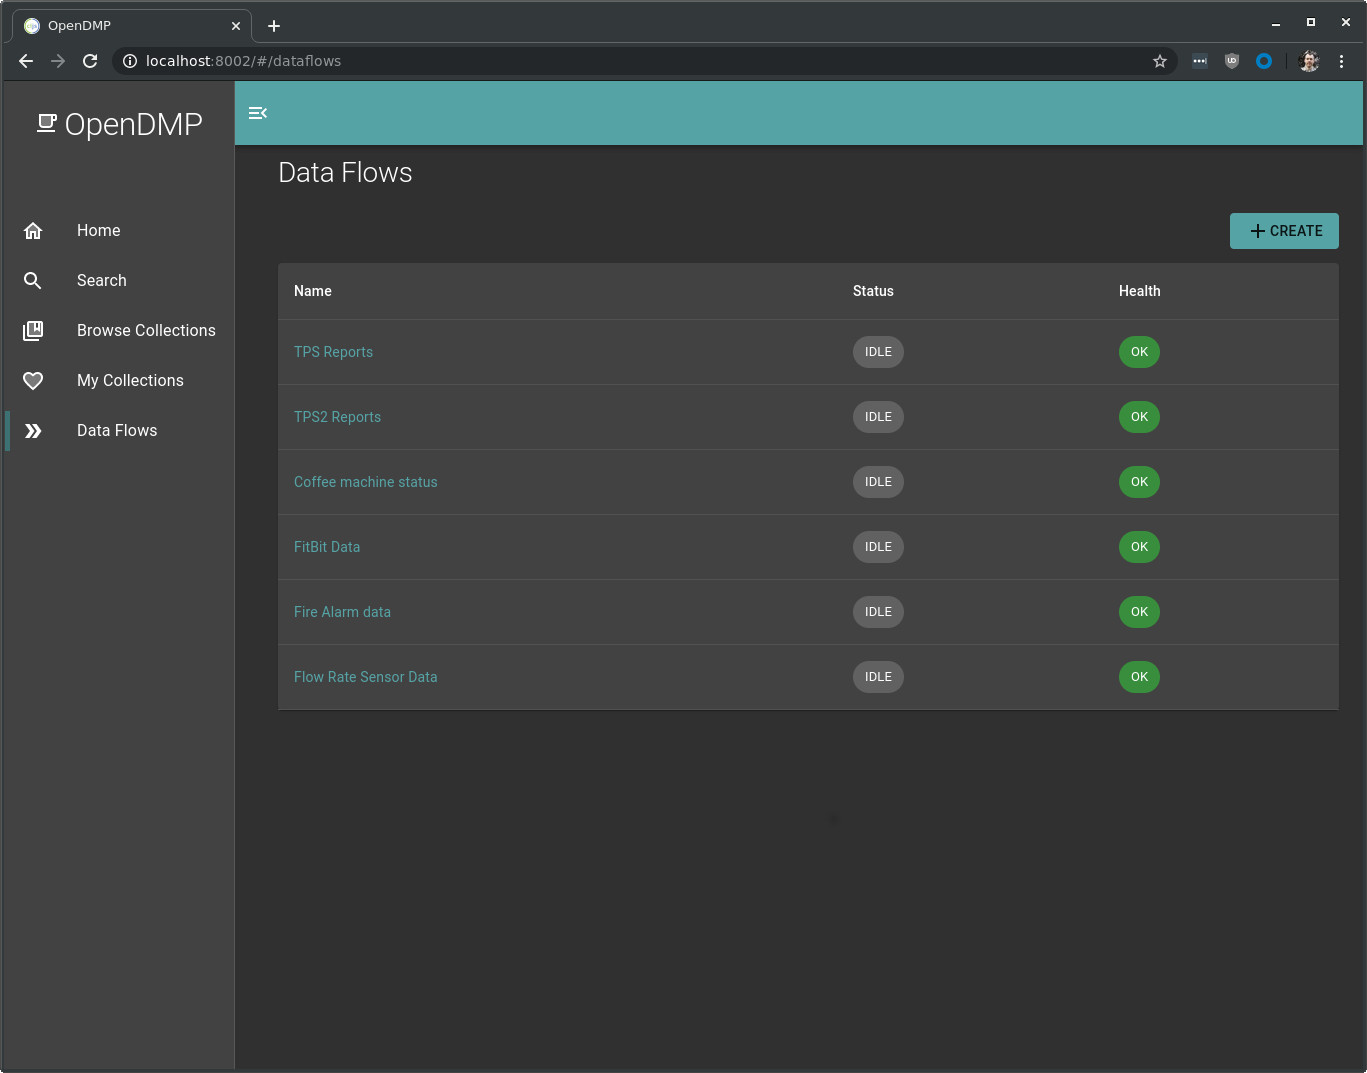 OpenDMP
localhost:8002/#/dataflows
OpenDMP
Data Flows
Home
Search
Browse Collections
My Collections
Data Flows
CREATE
Name Status Health
TPS Reports IDLE OK
TPS2 Reports IDLE OK
Coffee machine status IDLE OK
FitBit Data IDLE OK
Fire Alarm data IDLE OK
Flow Rate Sensor Data IDLE OK